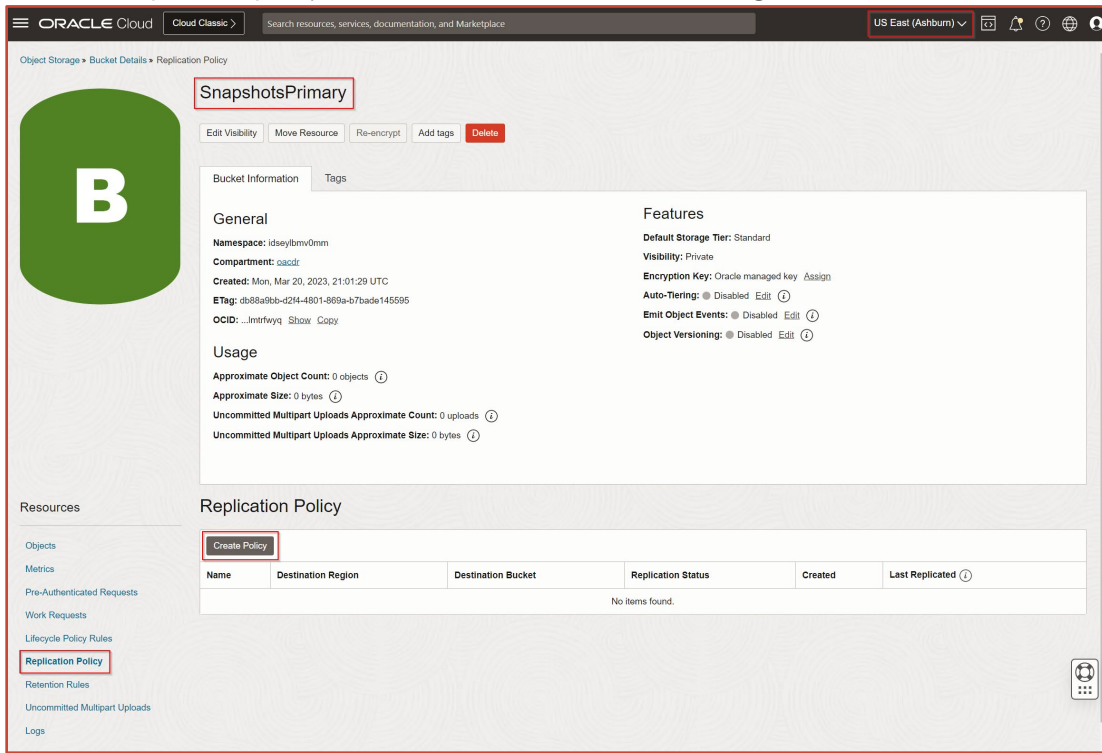 ORACLE Cloud
Cloud Classic >
Search resources, services, documentation, and Marketplace
US East (Ashburn)
Object Storage » Bucket Details » Replication Policy
B
SnapshotsPrimary
Edit Visibility
Move Resource
Re-encrypt
Add tags
Delete
Bucket Information
Tags
General
Namespace: idseylbmv0mm
Compartment: oacdr
Created: Mon, Mar 20, 2023, 21:01:29 UTC
ETag: db88a9bb-d2f4-4801-869a-b7bade145595
OCID: ...lmtrfwyq Show Copy
Usage
Approximate Object Count: 0 objects
Approximate Size: 0 bytes
Uncommitted Multipart Uploads Approximate Count: 0 uploads
Uncommitted Multipart Uploads Approximate Size: 0 bytes
Features
Default Storage Tier: Standard
Visibility: Private
Encryption Key: Oracle managed key Assign
Auto-Tiering: Disabled Edit
Emit Object Events: Disabled Edit
Object Versioning: Disabled Edit
Resources
Objects
Metrics
Pre-Authenticated Requests
Work Requests
Lifecycle Policy Rules
Replication Policy
Retention Rules
Uncommitted Multipart Uploads
Logs
Replication Policy
Create Policy
Name Destination Region Destination Bucket Replication Status Created Last Replicated
No items found.